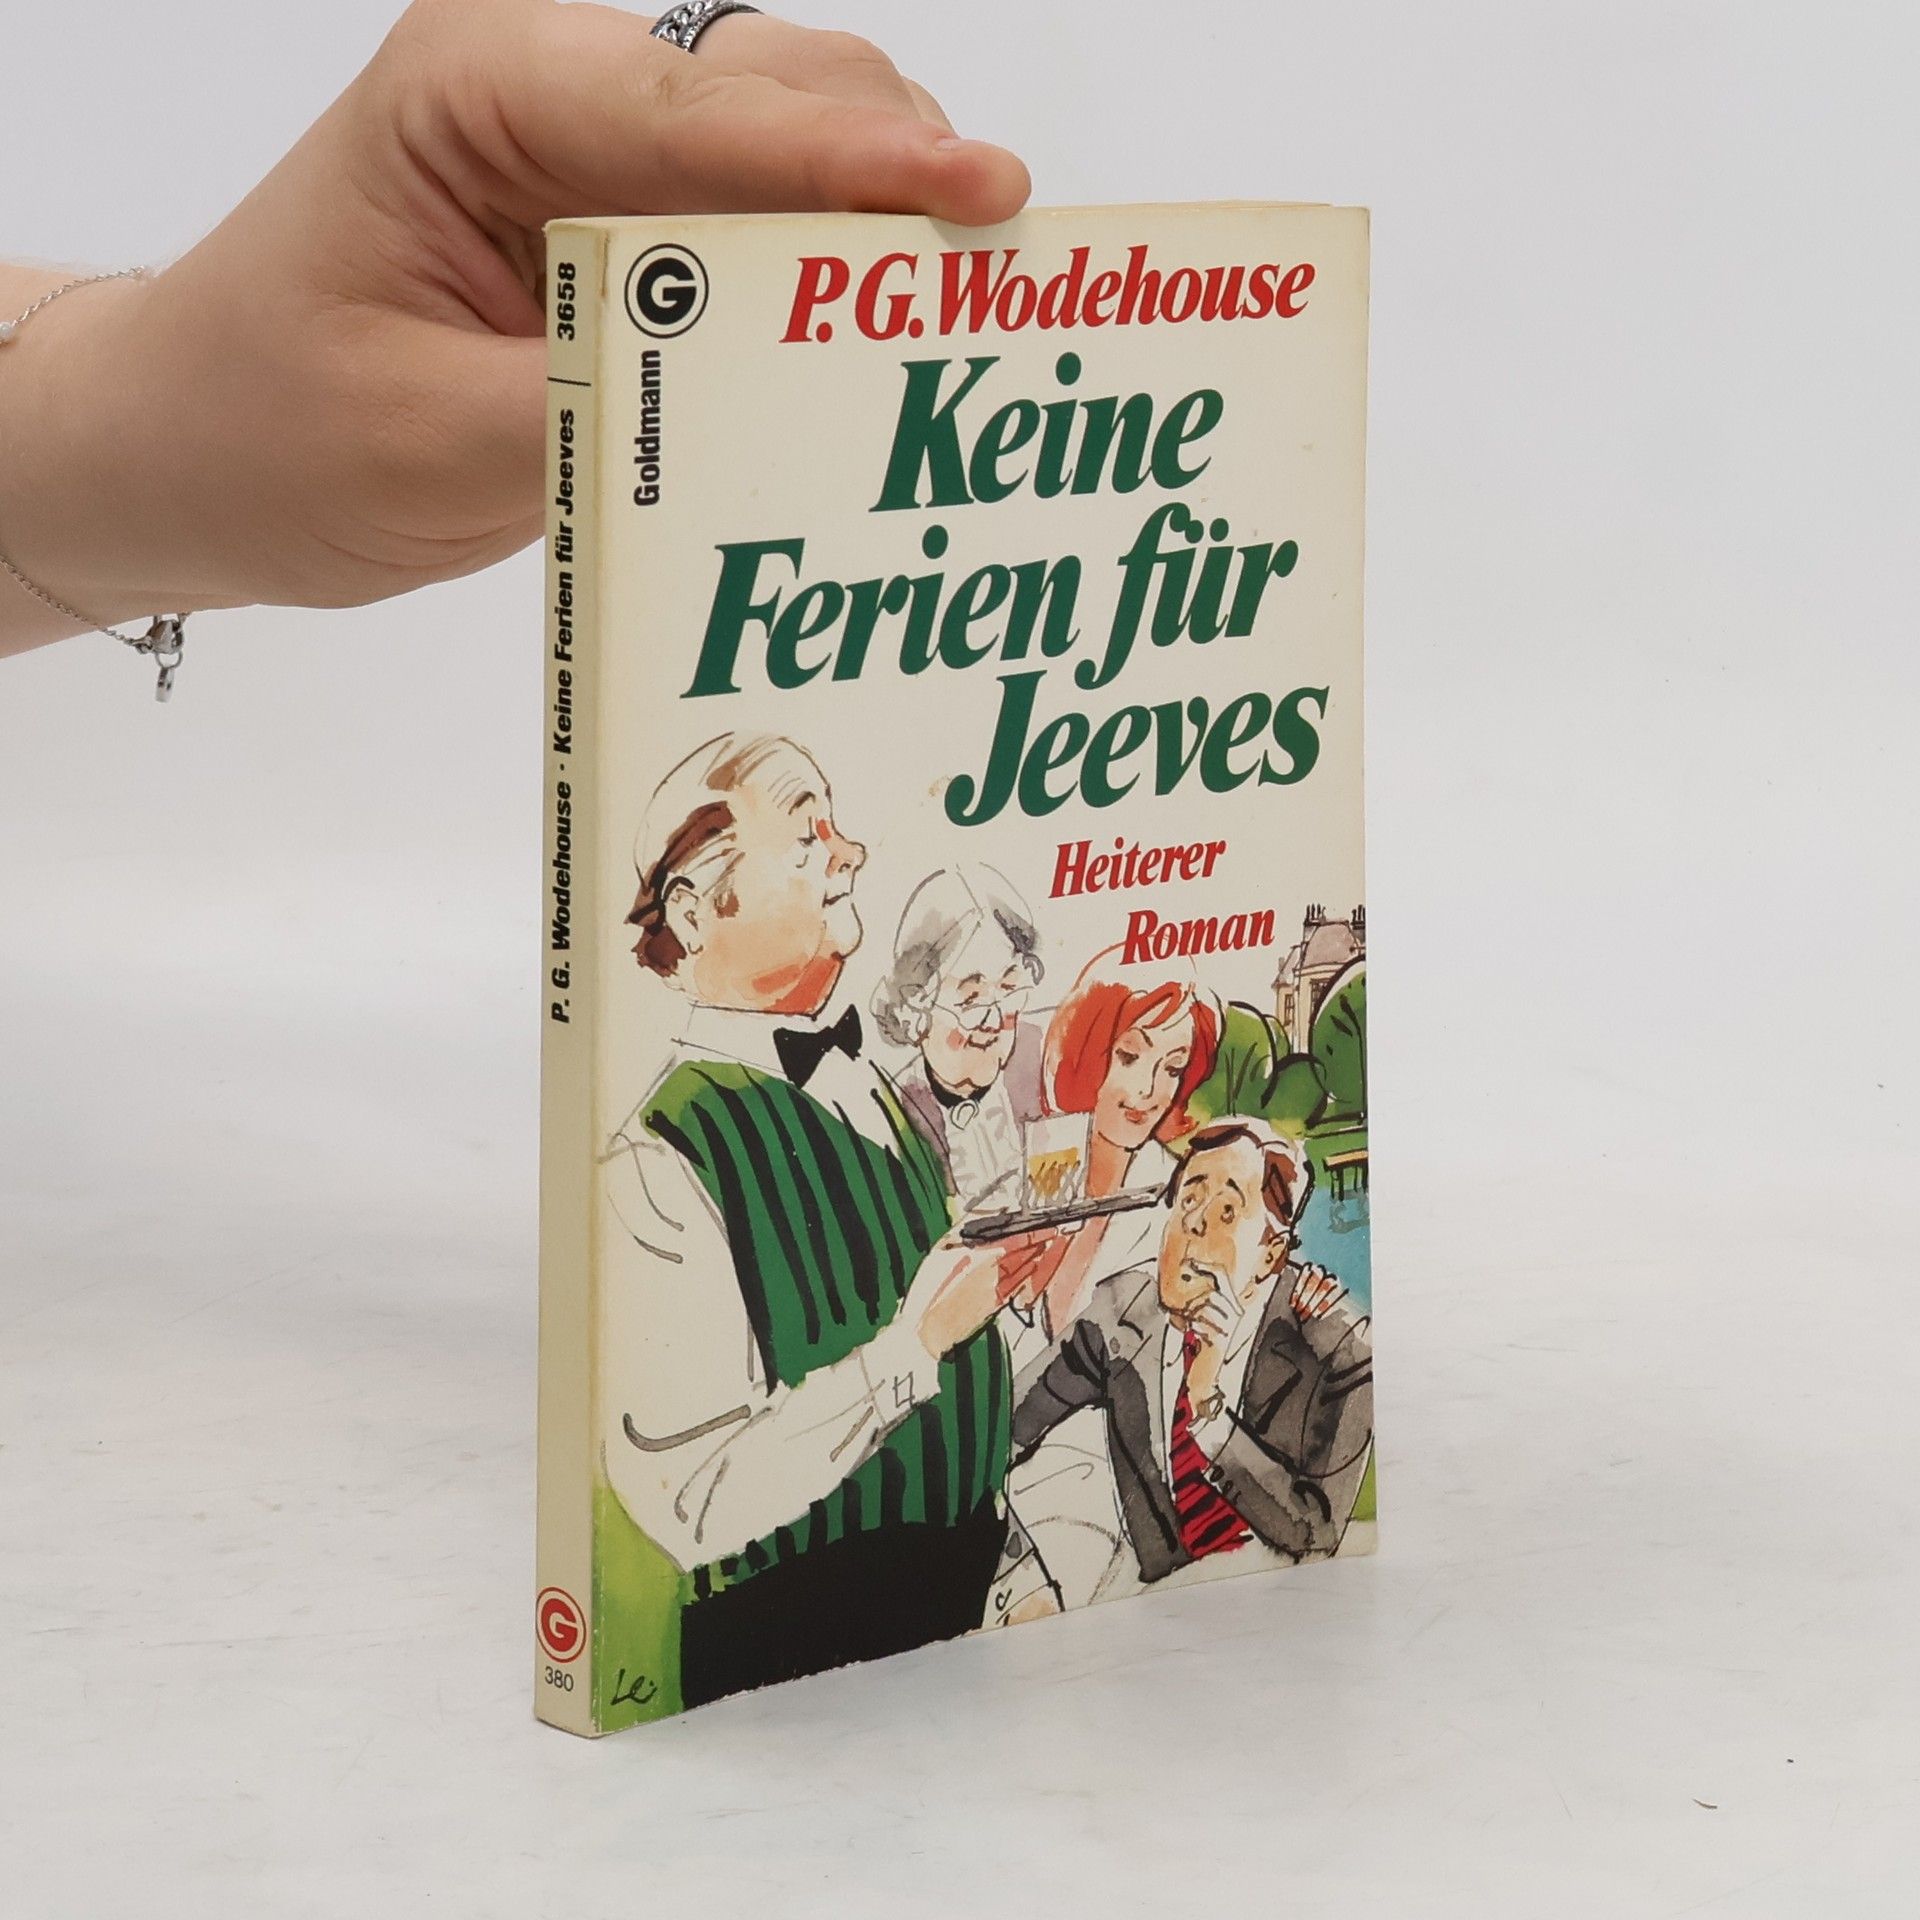 P. G. Wodehouse · Keine Ferien für Jeeves | 3658
G
380
G
Goldmann
P.G.Wodehouse
Keine
Ferien für
Jeeves
Heiterer
Roman